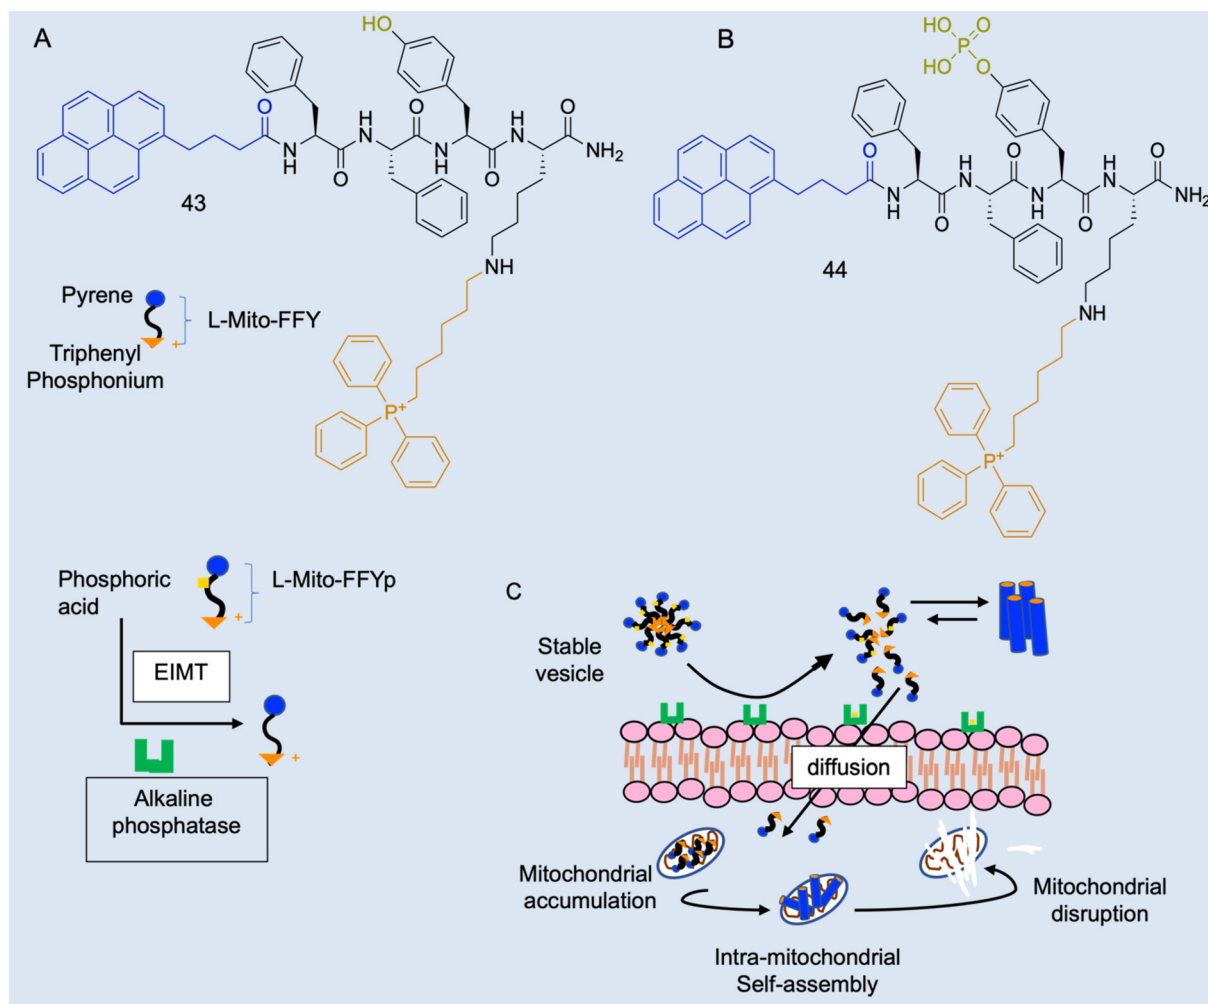 A
HO
O
O
O
H
N
H
N
NH2
N
H
O
N
H
O
43
NH
Pyrene
L-Mito-FFY
+
Triphenyl
Phosphonium
P+
B
HO
O
P
HO
O
O
O
O
H
N
H
N
NH2
N
H
O
N
H
O
44
NH
P+
Phosphoric
acid
L-Mito-FFYp
+
EIMT
+
Alkaline
phosphatase
C
Stable
vesicle
diffusion
Mitochondrial
accumulation
Intra-mitochondrial
Self-assembly
Mitochondrial
disruption